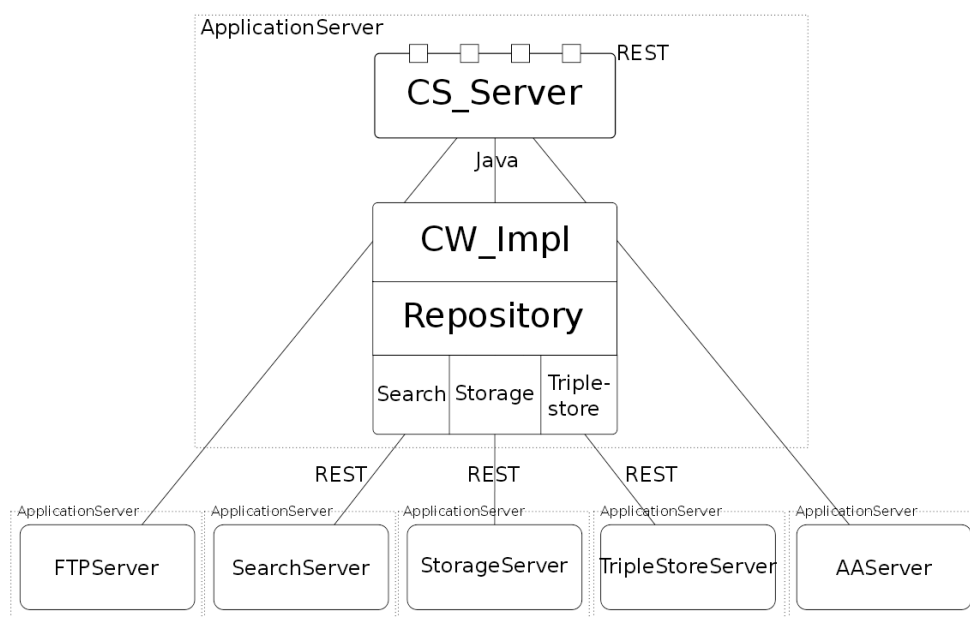 ApplicationServer
REST
CS_Server
Java
CW_Impl
Repository
Search
Storage
Triple-
store
REST
REST
REST
ApplicationServer
ApplicationServer
ApplicationServer
ApplicationServer
ApplicationServer
FTPServer
SearchServer
StorageServer
TripleStoreServer
AAServer